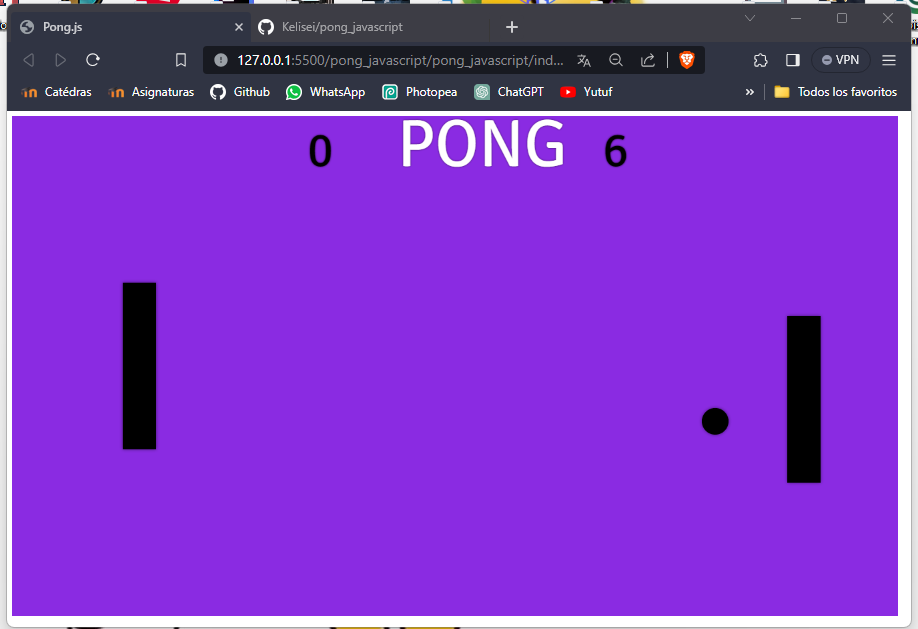 Pong.js
Kelisei/pong_javascript
127.0.0.1:5500/pong_javascript/pong_javascript/ind...
VPN
Catédras
Asignaturas
Github
WhatsApp
Photopea
ChatGPT
Yutuf
»
Todos los favoritos
0
PONG
6